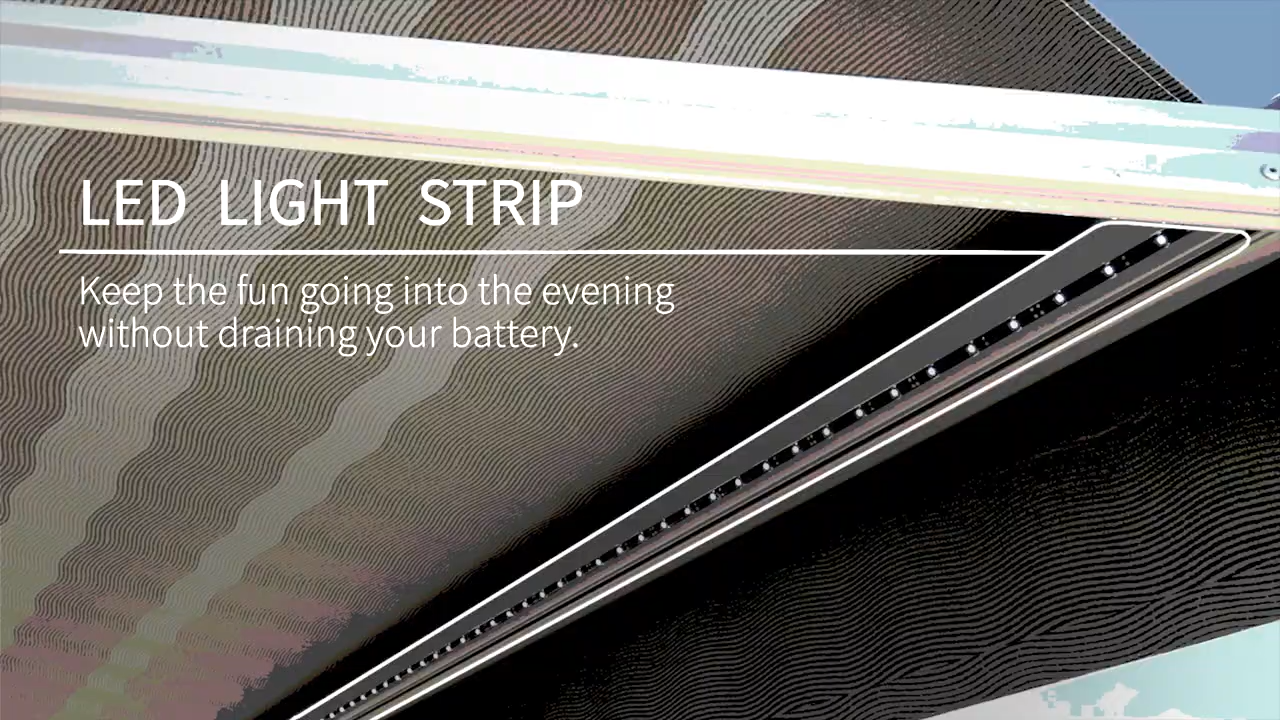 LED LIGHT STRIP
Keep the fun going into the evening
without draining your battery.